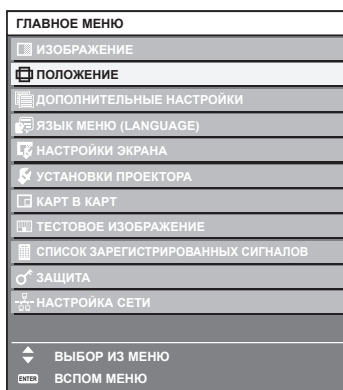 ГЛАВНОЕ МЕНЮ
ИЗОБРАЖЕНИЕ
ПОЛОЖЕНИЕ
ДОПОЛНИТЕЛЬНЫЕ НАСТРОЙКИ
ЯЗЫК МЕНЮ (LANGUAGE)
НАСТРОЙКИ ЭКРАНА
УСТАНОВКИ ПРОЕКТОРА
КАРТ В КАРТ
ТЕСТОВОЕ ИЗОБРАЖЕНИЕ
СПИСОК ЗАРЕГИСТРИРОВАННЫХ СИГНАЛОВ
ЗАЩИТА
НАСТРОЙКА СЕТИ
ВЫБОР ИЗ МЕНЮ
ENTER ВСПОМ МЕНЮ